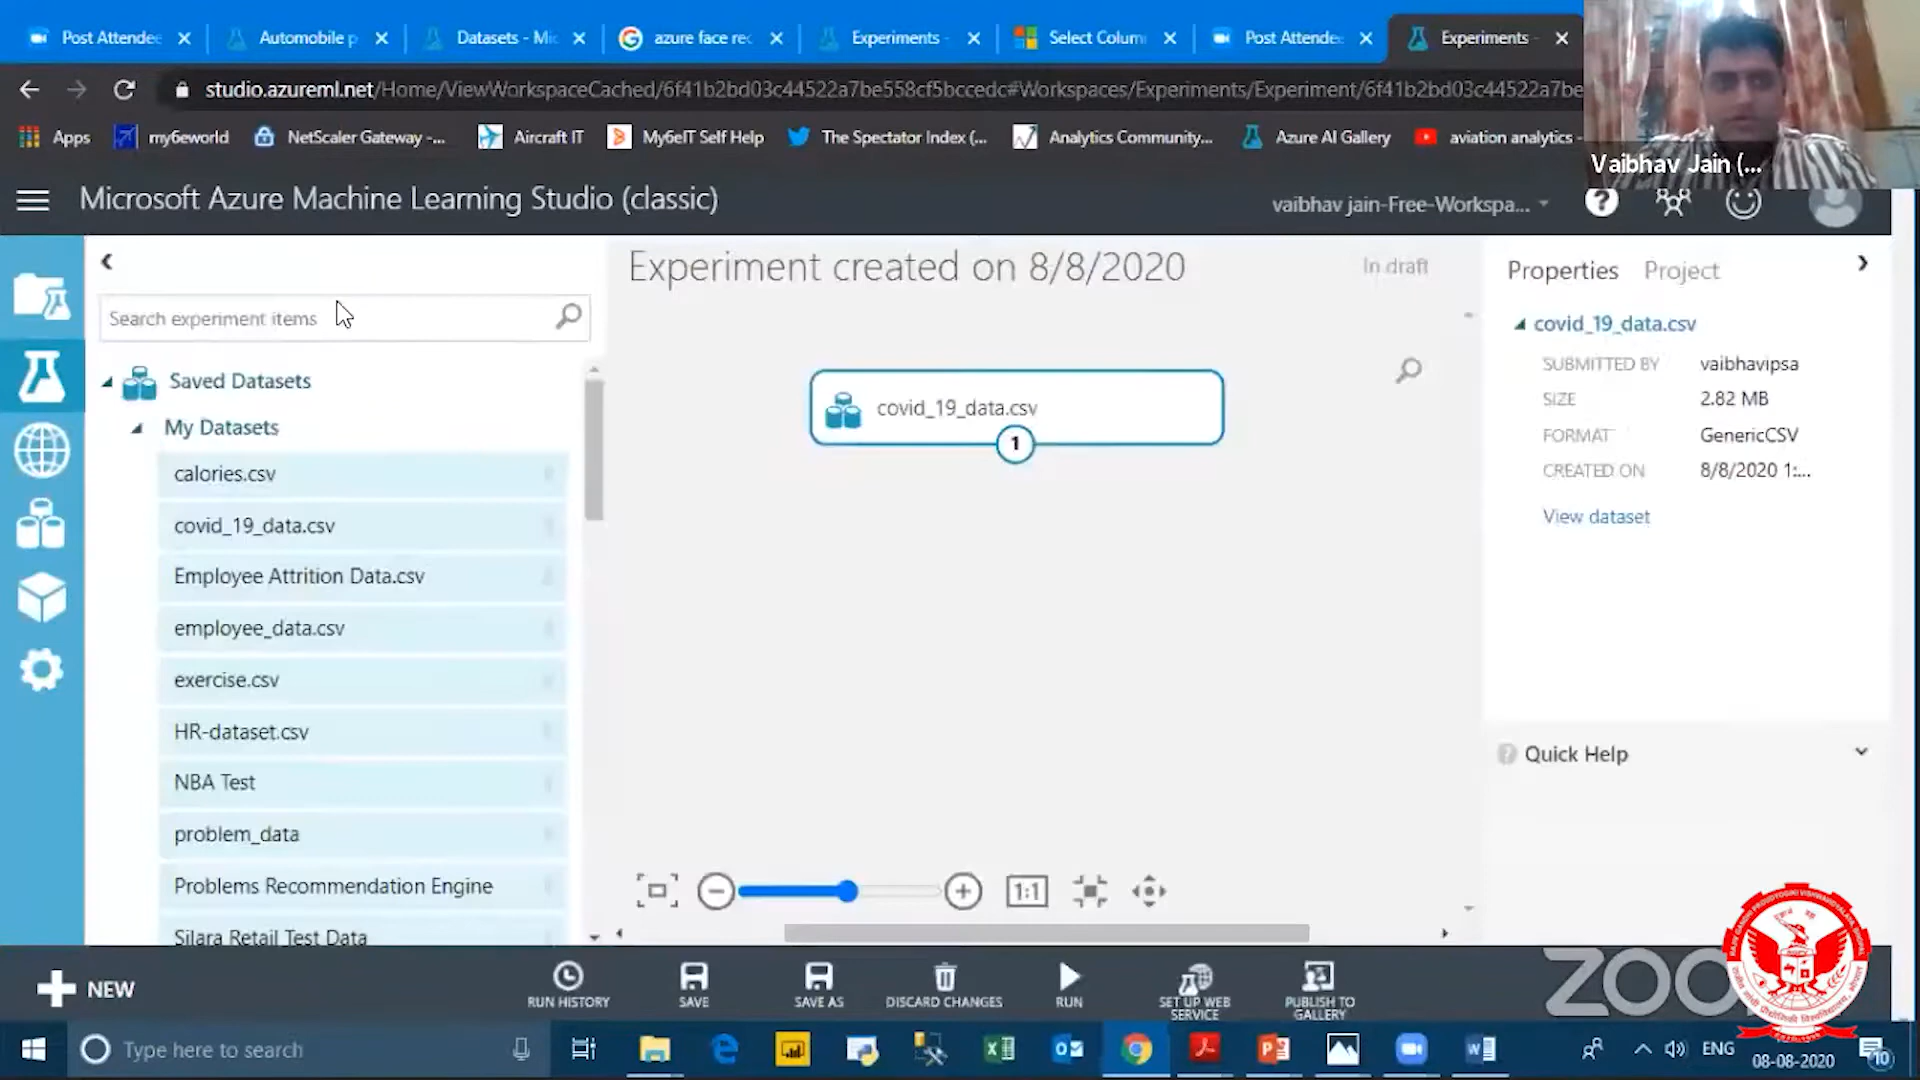 Post Attendee
Automobile p
Datasets - Mic
azure face rec
Experiments -
Select Colum
Post Attendee
Experiments -
studio.azureml.net/Home/ViewWorkspaceCached/6f41b2bd03c44522a7be558cf5bccedc#Workspaces/Experiments/Experiment/6f41b2bd03c44522a7be
Apps
my6eworld
NetScaler Gateway -...
Aircraft IT
My6eIT Self Help
The Spectator Index (...
Analytics Community...
Azure AI Gallery
aviation analytics -
Vaibhav Jain (...
Microsoft Azure Machine Learning Studio (classic)
vaibhav jain-Free-Workspa...
Experiment created on 8/8/2020
In draft
Properties
Project
Search experiment items
covid_19_data.csv
SUBMITTED BY vaibhavipsa
SIZE 2.82 MB
FORMAT GenericCSV
CREATED ON 8/8/2020 1:...
View dataset
Saved Datasets
My Datasets
calories.csv
covid_19_data.csv
Employee Attrition Data.csv
employee_data.csv
exercise.csv
HR-dataset.csv
NBA Test
problem_data
Problems Recommendation Engine
Silara Retail Test Data
covid_19_data.csv
1
Quick Help
1:1
NEW
RUN HISTORY
SAVE
SAVE AS
DISCARD CHANGES
RUN
SET UP WEB
SERVICE
PUBLISH TO
GALLERY
Type here to search
ENG
08-08-2020
10